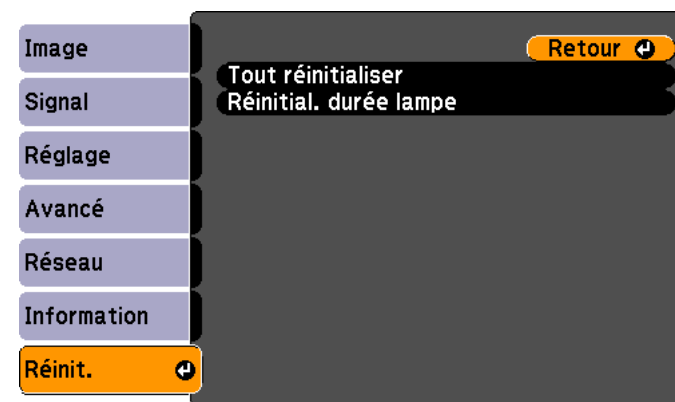 Image
Signal
Réglage
Avancé
Réseau
Information
Réinit.
Retour
Tout réinitialiser
Réinitial. durée lampe